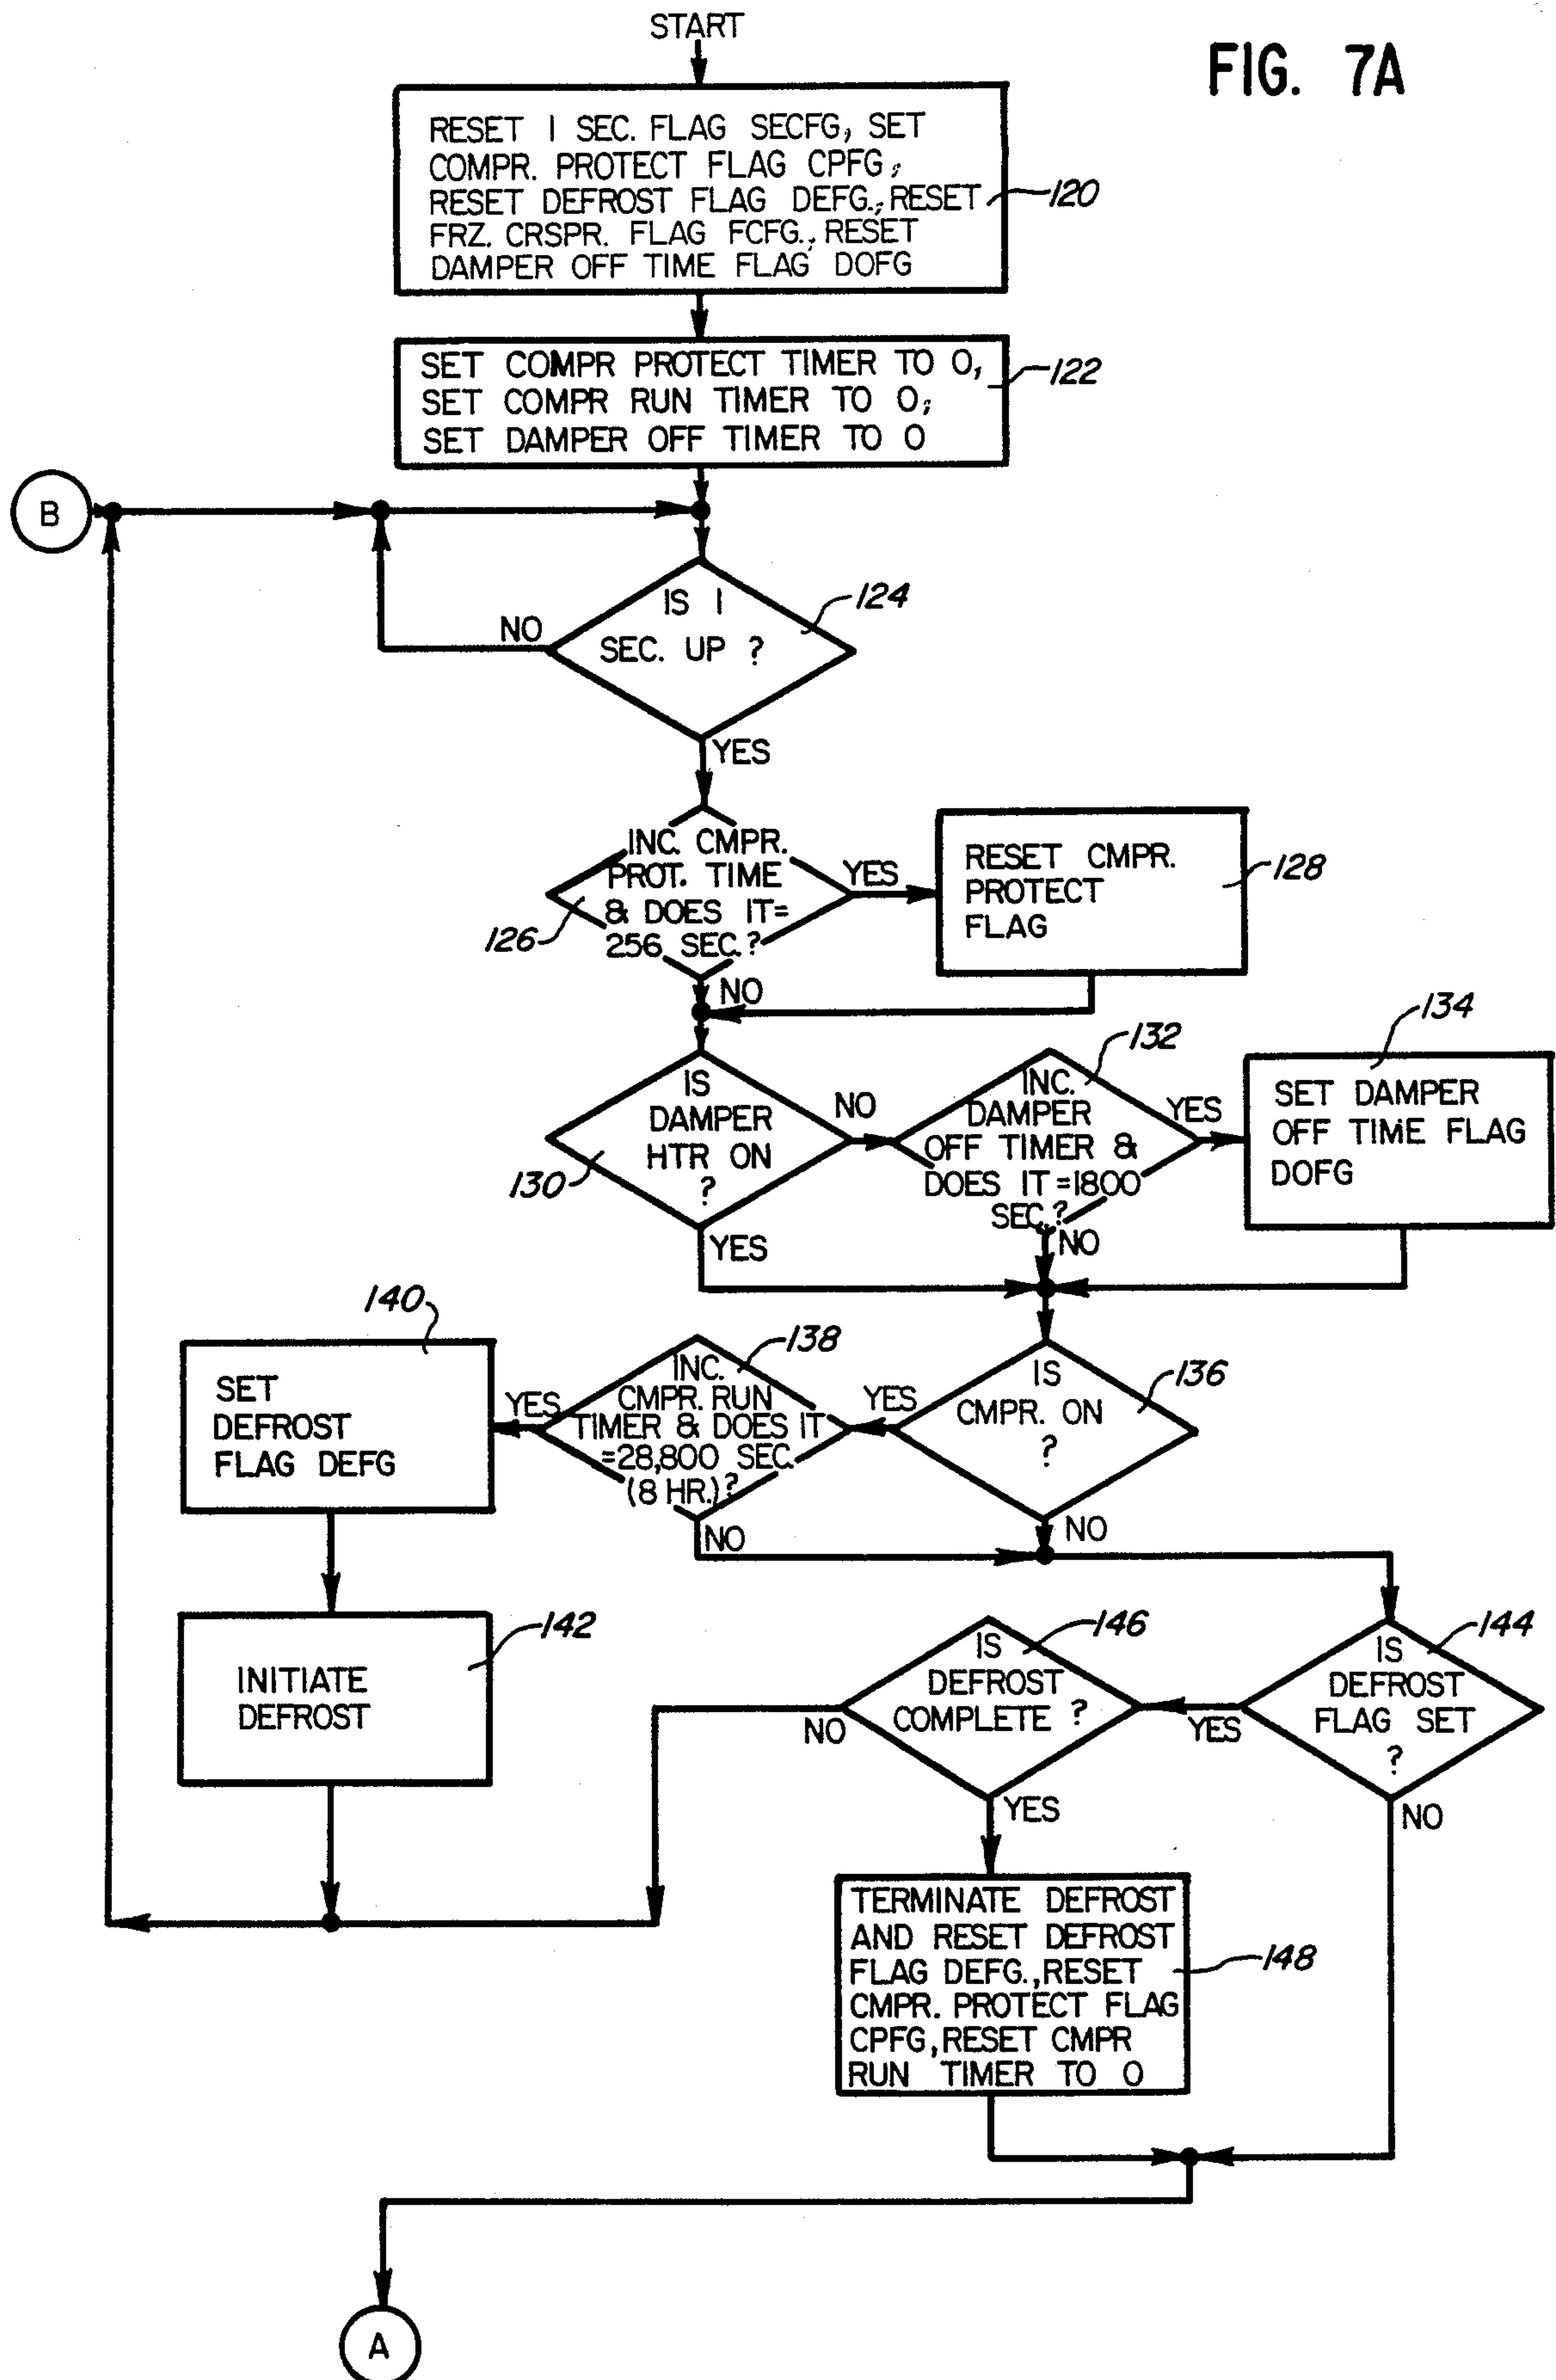 START
FIG. 7A
RESET 1 SEC. FLAG SECFG, SET
COMPR. PROTECT FLAG CPFG,
RESET DEFROST FLAG DEFG., RESET
FRZ. CRSPR. FLAG FCFG., RESET
DAMPER OFF TIME FLAG DOFG
120
SET COMPR PROTECT TIMER TO 0,
SET COMPR RUN TIMER TO 0,
SET DAMPER OFF TIMER TO 0
122
B
IS 1
SEC. UP ?
124
NO
YES
INC. CMPR.
PROT. TIME
& DOES IT=
256 SEC.?
126
YES
NO
RESET CMPR.
PROTECT
FLAG
128
IS
DAMPER
HTR ON
?
130
NO
YES
INC.
DAMPER
OFF TIMER &
DOES IT =1800
SEC.?
132
YES
NO
SET DAMPER
OFF TIME FLAG
DOFG
134
IS
CMPR. ON
?
136
YES
NO
INC.
CMPR. RUN
TIMER & DOES IT
=28,800 SEC.
(8 HR.)?
138
YES
NO
SET
DEFROST
FLAG DEFG
140
INITIATE
DEFROST
142
IS
DEFROST
FLAG SET
?
144
YES
NO
IS
DEFROST
COMPLETE ?
146
NO
YES
TERMINATE DEFROST
AND RESET DEFROST
FLAG DEFG., RESET
CMPR. PROTECT FLAG
CPFG, RESET CMPR
RUN TIMER TO 0
148
A